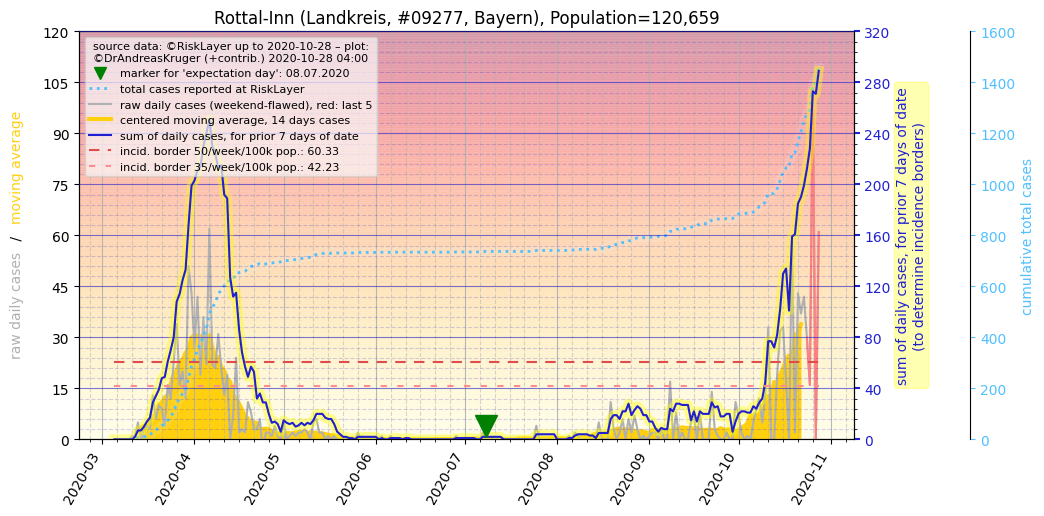 Rottal-Inn (Landkreis, #09277, Bayern), Population=120,659
source data: ©RiskLayer up to 2020-10-28 – plot:
©DrAndreasKruger (+contrib.) 2020-10-28 04:00
marker for 'expectation day': 08.07.2020
total cases reported at RiskLayer
raw daily cases (weekend-flawed), red: last 5
centered moving average, 14 days cases
sum of daily cases, for prior 7 days of date
incid. border 50/week/100k pop.: 60.33
incid. border 35/week/100k pop.: 42.23
raw daily cases / moving average
120
105
90
75
60
45
30
15
0
2020-03
2020-04
2020-05
2020-06
2020-07
2020-08
2020-09
2020-10
2020-11
320
280
240
200
160
120
80
40
0
sum of daily cases, for prior 7 days of date
(to determine incidence borders)
1600
1400
1200
1000
800
600
400
200
0
cumulative total cases